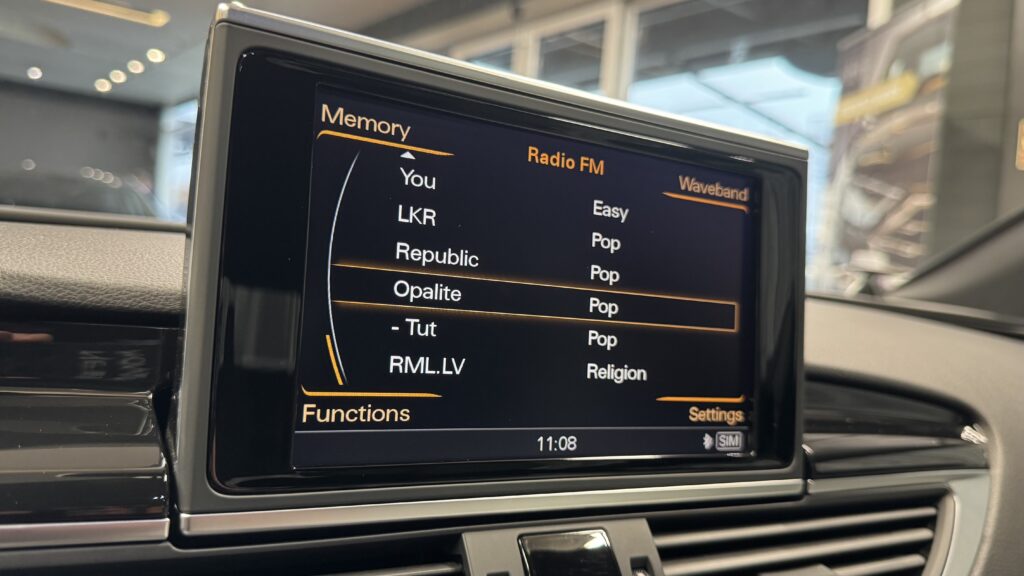 Memory
Radio FM
Waveband
You Easy
LKR Pop
Republic Pop
Opalite Pop
- Tut Pop
RML.LV Religion
Functions
Settings
11:08
SIM